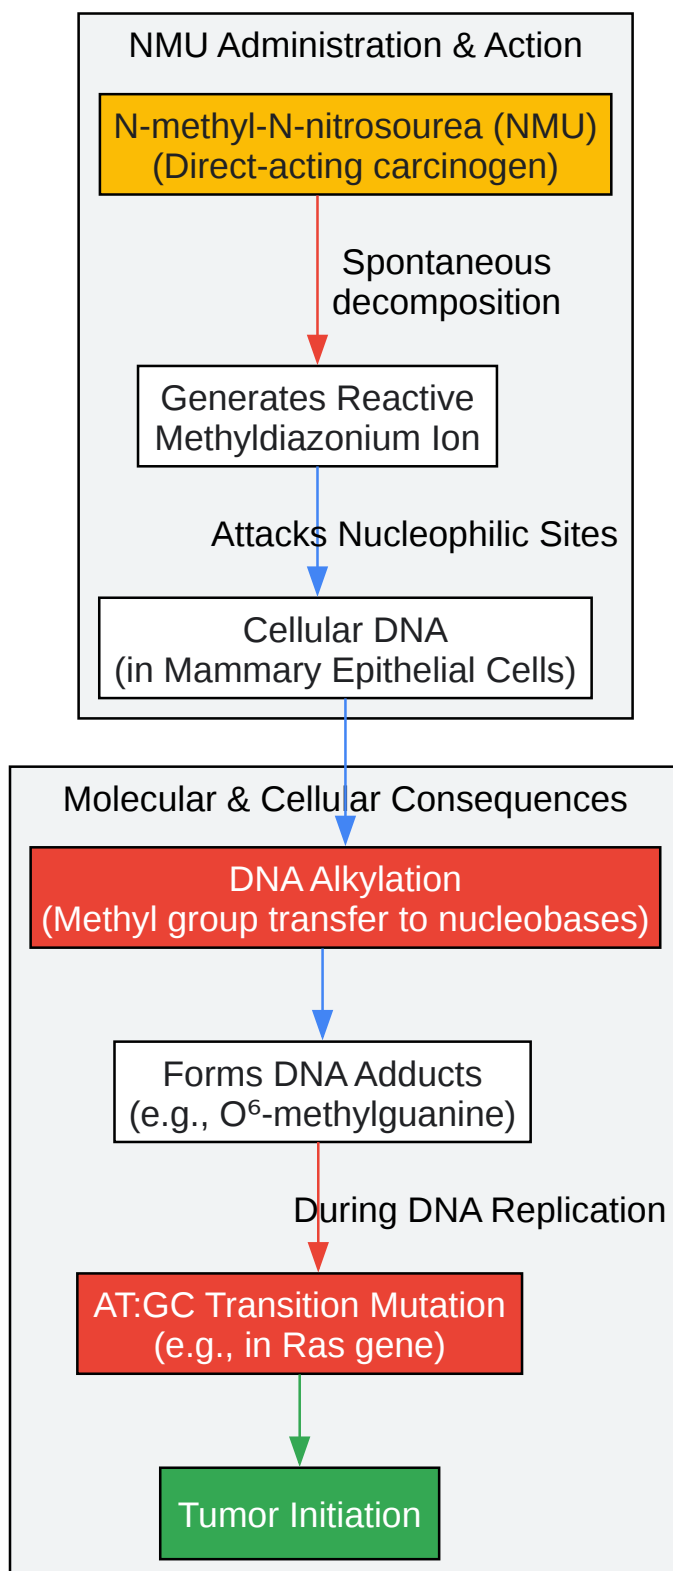 NMU Administration & Action
N-methyl-N-nitrosourea (NMU)
(Direct-acting carcinogen)
Spontaneous
decomposition
Generates Reactive
Methyldiazonium Ion
Attacks Nucleophilic Sites
Cellular DNA
(in Mammary Epithelial Cells)
Molecular & Cellular Consequences
DNA Alkylation
(Methyl group transfer to nucleobases)
Forms DNA Adducts
(e.g., O⁶-methylguanine)
During DNA Replication
AT:GC Transition Mutation
(e.g., in Ras gene)
Tumor Initiation